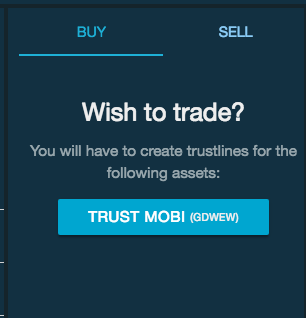 BUY SELL
Wish to trade?
You will have to create trustlines for the
following assets:
TRUST MOBI (GDWEW)